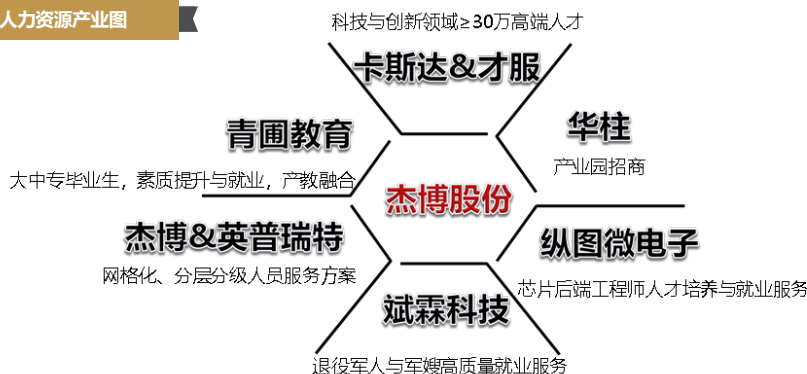 人力资源产业图
科技与创新领域≥30万高端人才
卡斯达&才服
青圃教育
华柱
产业园招商
大中专毕业生，素质提升与就业，产教融合
杰博股份
杰博&英普瑞特
纵图微电子
网格化、分层分级人员服务方案
芯片后端工程师人才培养与就业服务
斌霖科技
退役军人与军嫂高质量就业服务